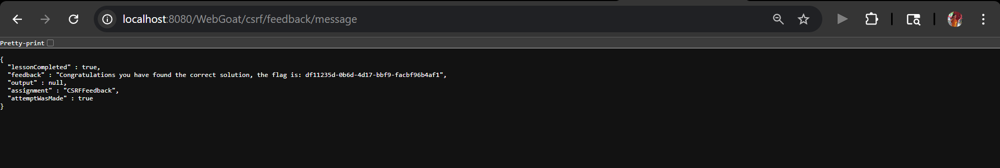 localhost:8080/WebGoat/csrf/feedback/message
Pretty-print
{
  "lessonCompleted" : true,
  "feedback" : "Congratulations you have found the correct solution, the flag is: df11235d-0b6d-4d17-bbf9-facbf96b4af1",
  "output" : null,
  "assignment" : "CSRFFeedback",
  "attemptWasMade" : true
}